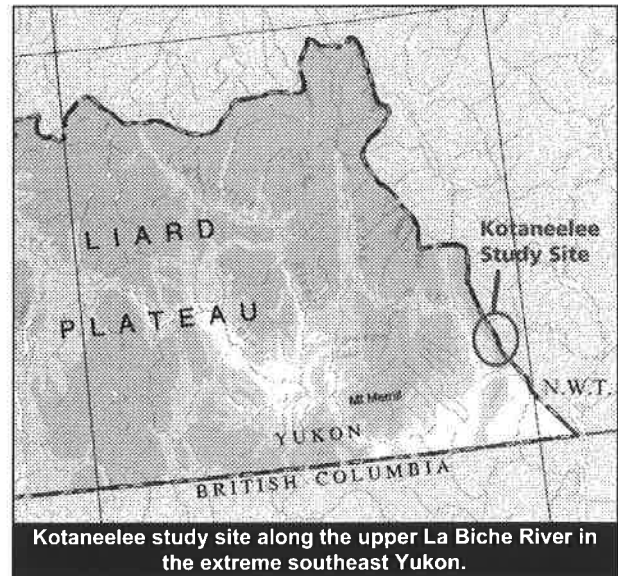 LIARD
PLATEAU
Kotaneelee
Study Site
N.W.T.
Mt Merrill
YUKON
BRITISH COLUMBIA
Kotaneelee study site along the upper La Biche River in
the extreme southeast Yukon.